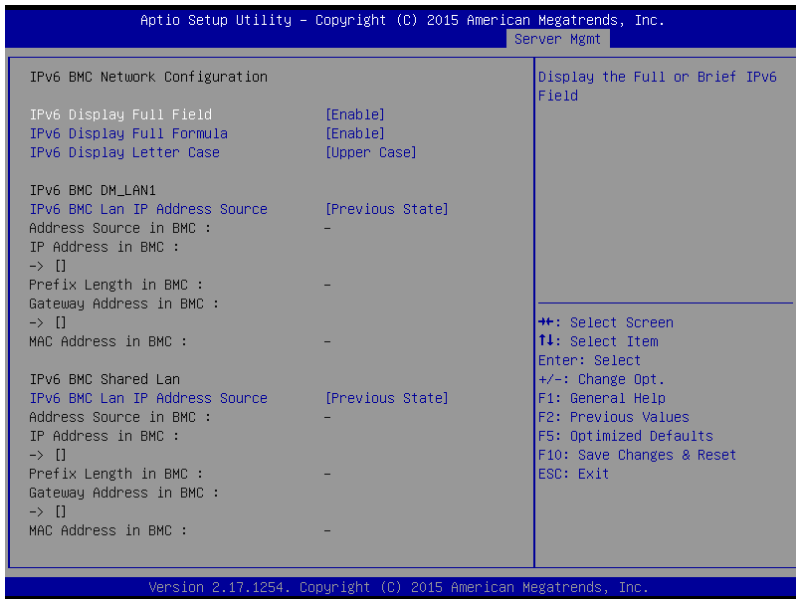 Aptio Setup Utility – Copyright (C) 2015 American Megatrends, Inc.
Server Mgmt
IPv6 BMC Network Configuration
IPv6 Display Full Field [Enable]
IPv6 Display Full Formula [Enable]
IPv6 Display Letter Case [Upper Case]
IPv6 BMC DM_LAN1
IPv6 BMC Lan IP Address Source [Previous State]
Address Source in BMC : –
IP Address in BMC :
–> []
Prefix Length in BMC : –
Gateway Address in BMC :
–> []
MAC Address in BMC : –
IPv6 BMC Shared Lan
IPv6 BMC Lan IP Address Source [Previous State]
Address Source in BMC : –
IP Address in BMC :
–> []
Prefix Length in BMC : –
Gateway Address in BMC :
–> []
MAC Address in BMC : –
Display the Full or Brief IPv6
Field
→←: Select Screen
↑↓: Select Item
Enter: Select
+/–: Change Opt.
F1: General Help
F2: Previous Values
F5: Optimized Defaults
F10: Save Changes & Reset
ESC: Exit
Version 2.17.1254. Copyright (C) 2015 American Megatrends, Inc.